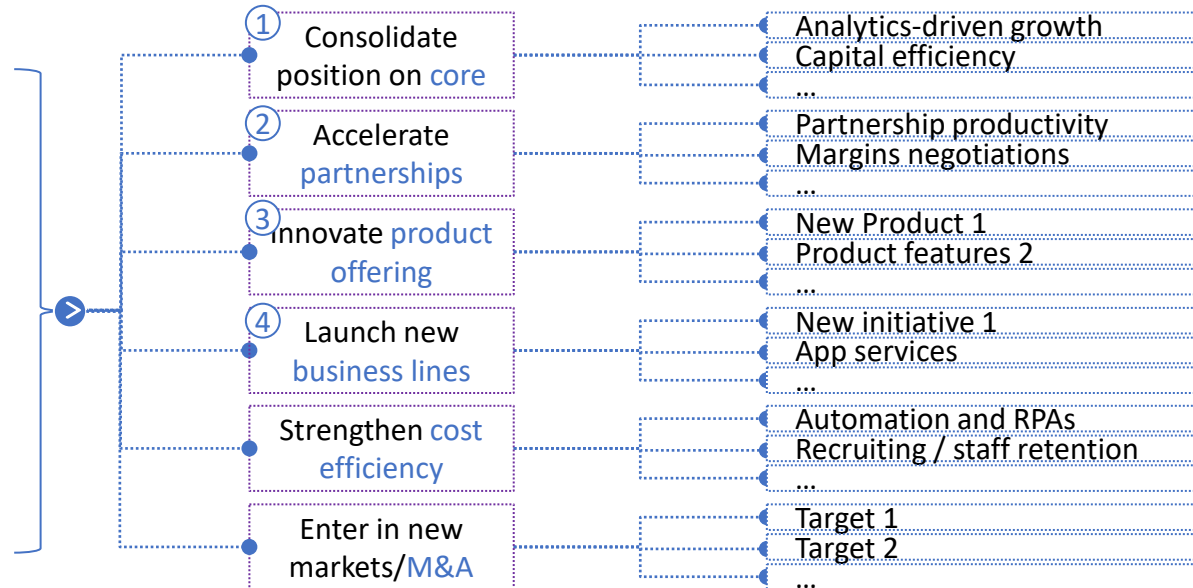 1
Consolidate
position on core
Analytics-driven growth
Capital efficiency
...
2
Accelerate
partnerships
Partnership productivity
Margins negotiations
...
3
Innovate product
offering
New Product 1
Product features 2
...
4
Launch new
business lines
New initiative 1
App services
...
Strengthen cost
efficiency
Automation and RPAs
Recruiting / staff retention
...
Enter in new
markets/M&A
Target 1
Target 2
...